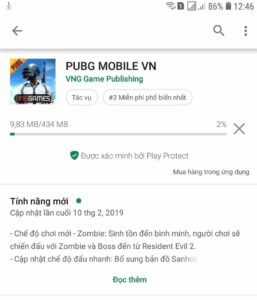 86% 12:46
PUBG MOBILE VN
VNG Game Publishing
Tác vụ
#3 Miễn phí phổ biến nhất
9,83 MB/434 MB
2%
Được xác minh bởi Play Protect
Mua hàng trong ứng dụng
Tính năng mới
Cập nhật lần cuối 10 thg 2, 2019
- Chế độ chơi mới - Zombie: Sinh tồn đến bình minh, người chơi sẽ
chiến đấu với Zombie và Boss đến từ Resident Evil 2.
- Cập nhật chế độ đấu nhanh: Bổ sung bản đồ Sanhok
Đọc thêm